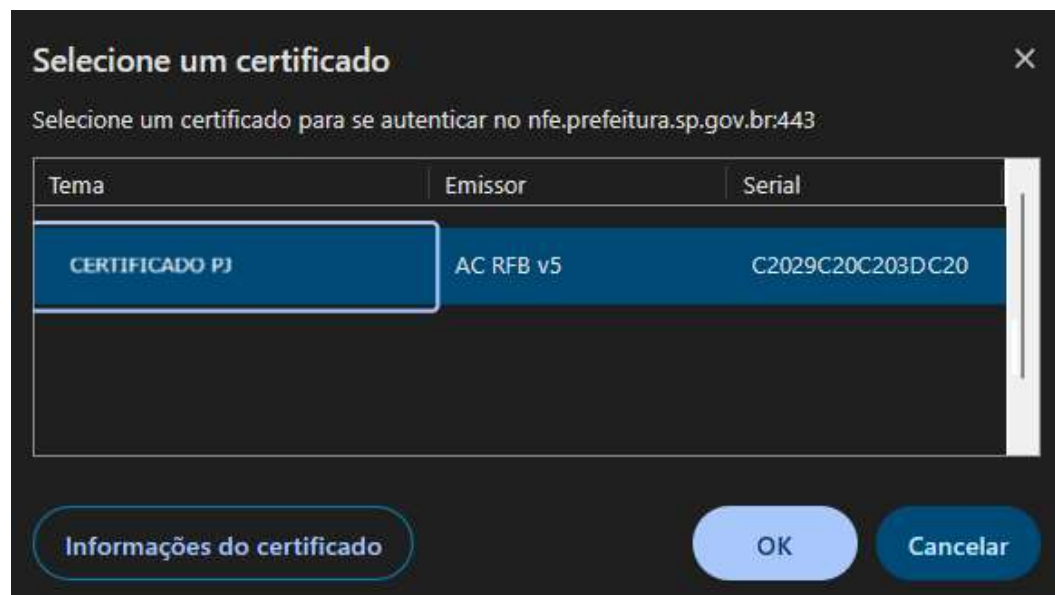 Selecione um certificado
Selecione um certificado para se autenticar no nfe.prefeitura.sp.gov.br:443
Tema Emissor Serial
CERTIFICADO PJ AC RFB v5 C2029C20C203DC20
Informações do certificado OK Cancelar